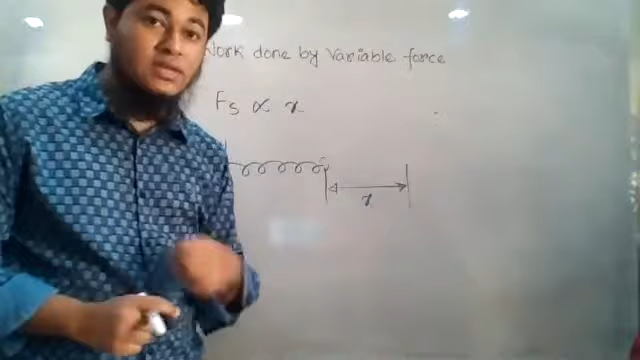 Work done by Variable force
Fs ∝ x
x